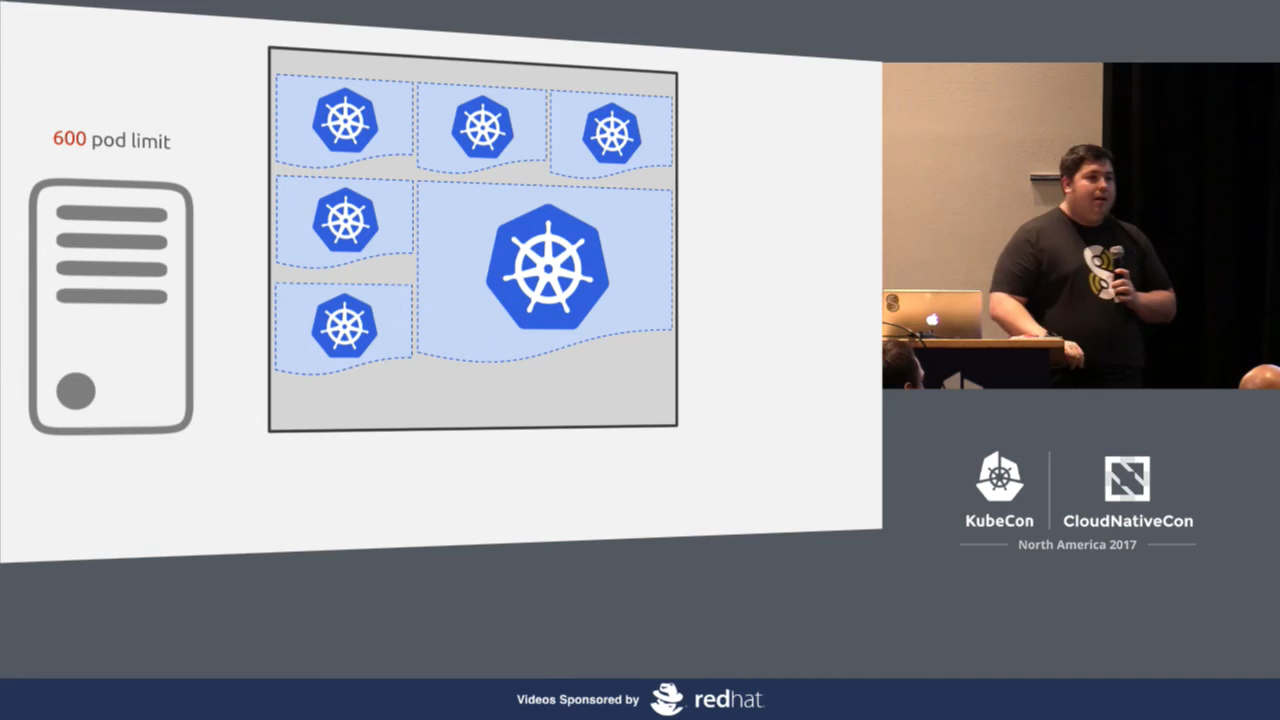 600 pod limit
KubeCon
CloudNativeCon
North America 2017
Videos Sponsored by
redhat.